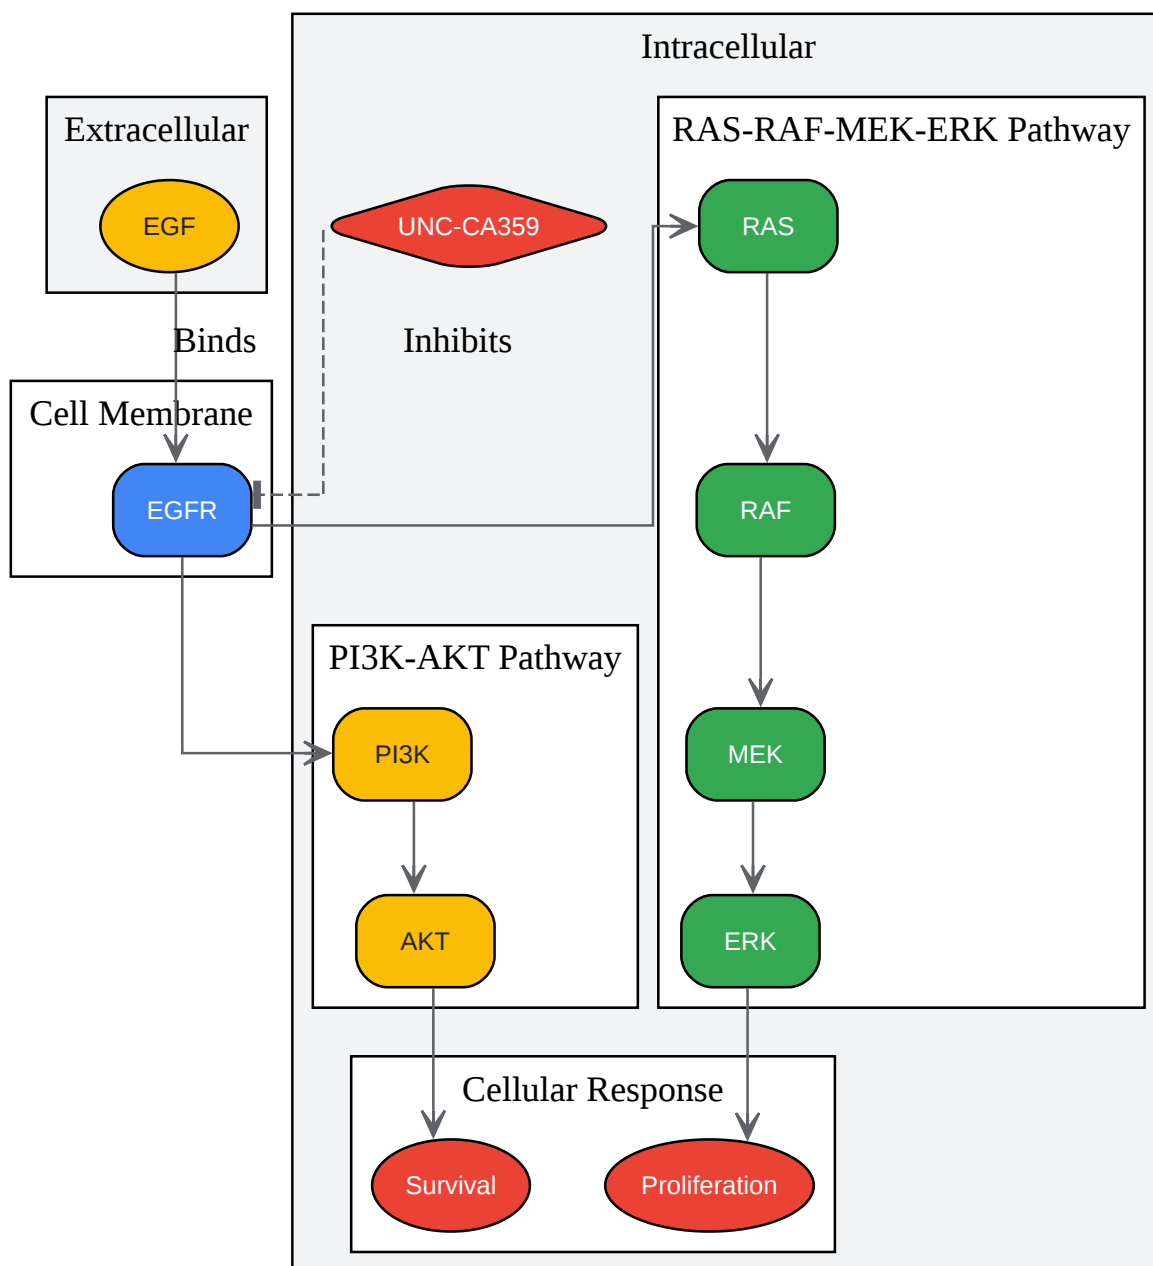 Intracellular
Extracellular
RAS-RAF-MEK-ERK Pathway
EGF
UNC-CA359
RAS
Binds
Inhibits
Cell Membrane
EGFR
RAF
PI3K-AKT Pathway
PI3K
MEK
AKT
ERK
Cellular Response
Survival
Proliferation